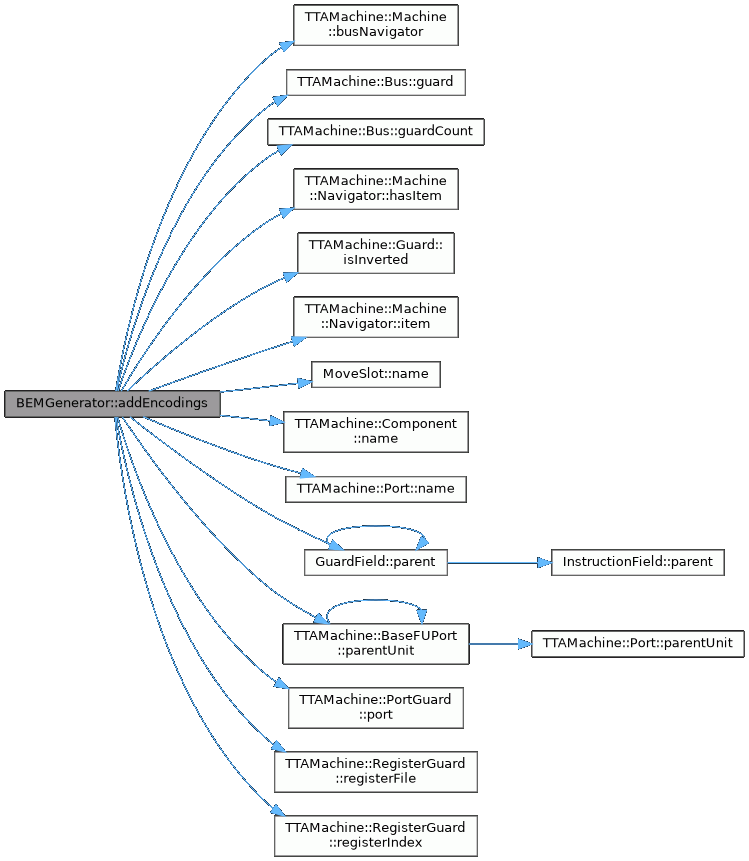 TTAMachine::Machine
::busNavigator
TTAMachine::Bus::guard
TTAMachine::Bus::guardCount
TTAMachine::Machine
::Navigator::hasItem
TTAMachine::Guard::
isInverted
TTAMachine::Machine
::Navigator::item
MoveSlot::name
BEMGenerator::addEncodings
TTAMachine::Component
::name
TTAMachine::Port::name
GuardField::parent
InstructionField::parent
TTAMachine::BaseFUPort
::parentUnit
TTAMachine::Port::parentUnit
TTAMachine::PortGuard
::port
TTAMachine::RegisterGuard
::registerFile
TTAMachine::RegisterGuard
::registerIndex